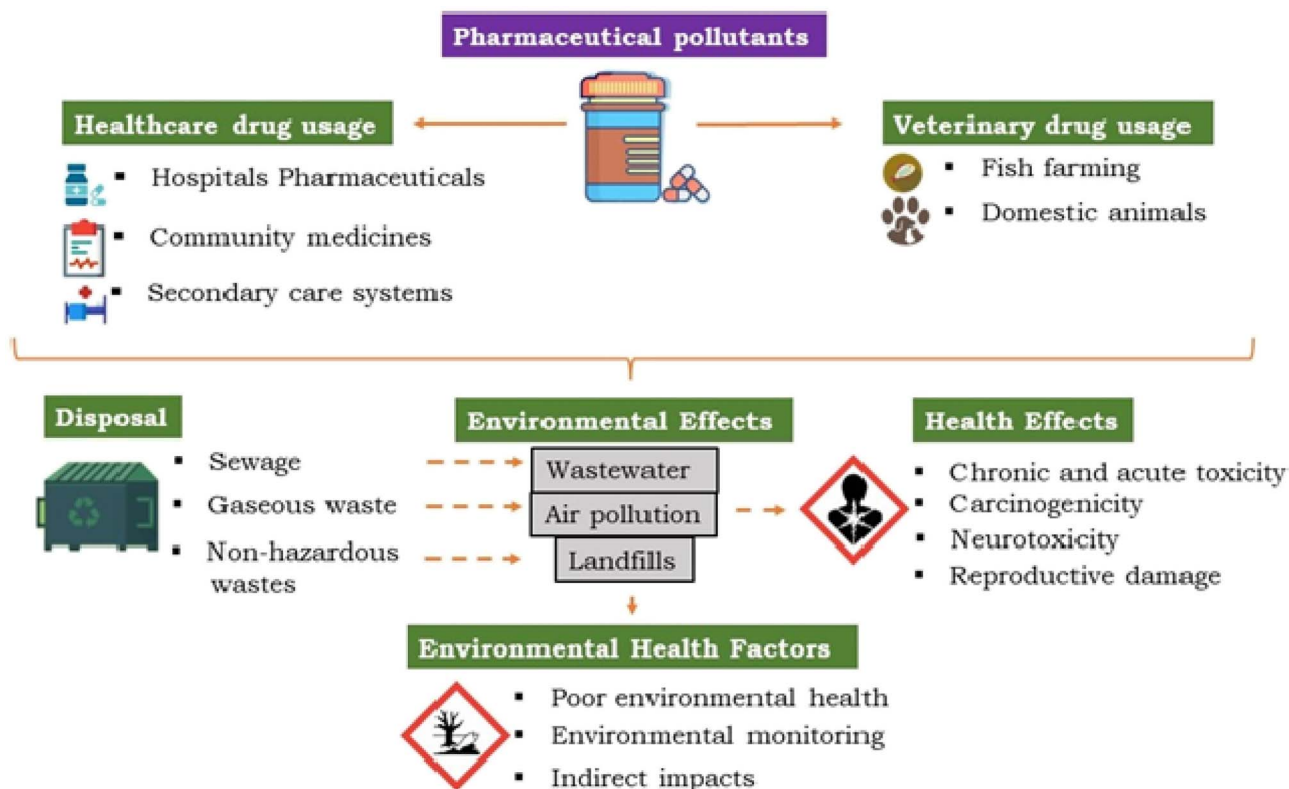 Pharmaceutical pollutants
Healthcare drug usage
▪ Hospitals Pharmaceuticals
▪ Community medicines
▪ Secondary care systems
Veterinary drug usage
▪ Fish farming
▪ Domestic animals
Disposal
▪ Sewage
▪ Gaseous waste
▪ Non-hazardous
wastes
Environmental Effects
Wastewater
Air pollution
Landfills
Health Effects
▪ Chronic and acute toxicity
▪ Carcinogenicity
▪ Neurotoxicity
▪ Reproductive damage
Environmental Health Factors
▪ Poor environmental health
▪ Environmental monitoring
▪ Indirect impacts